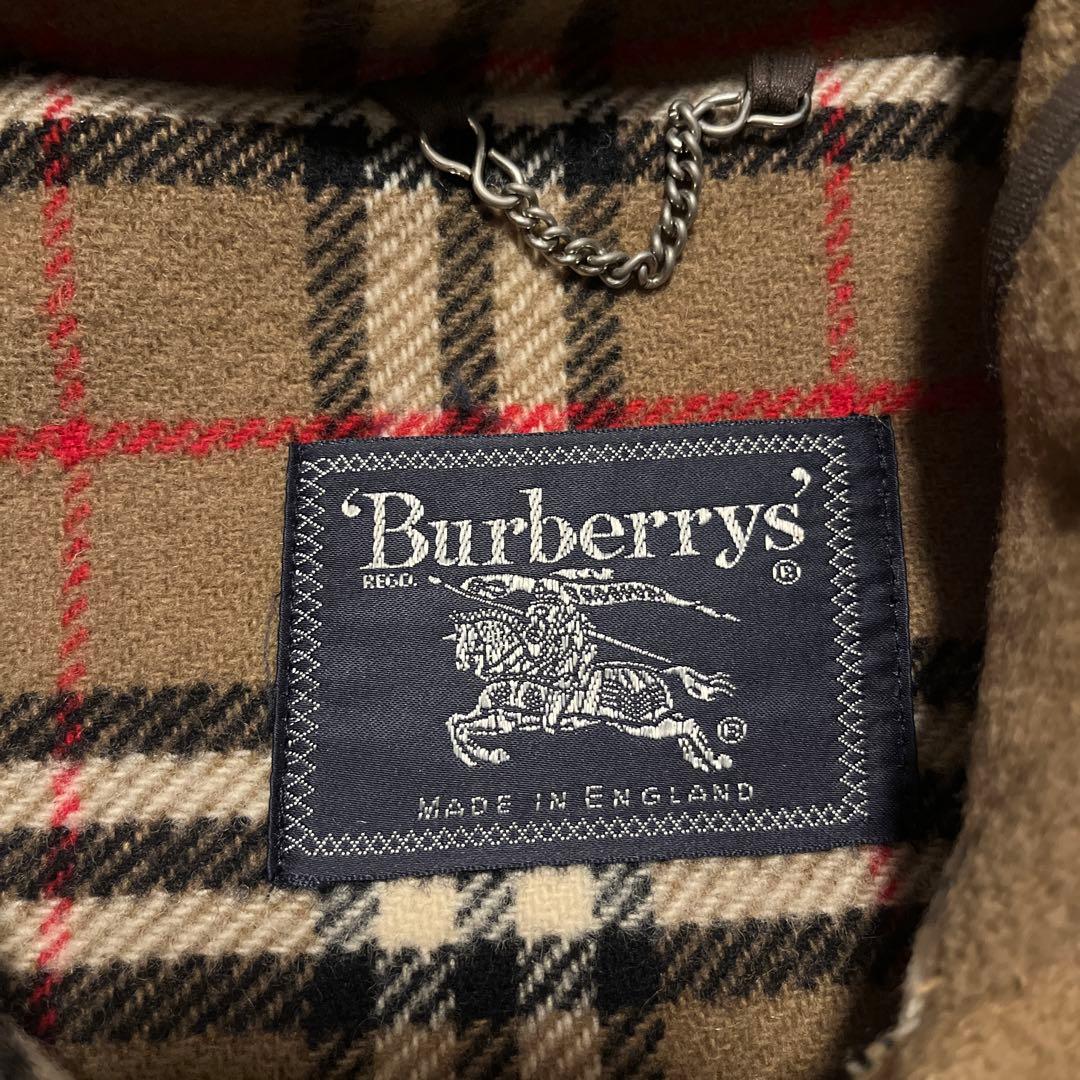 ‘Burberrys’
REGD. ®
®
MADE IN ENGLAND